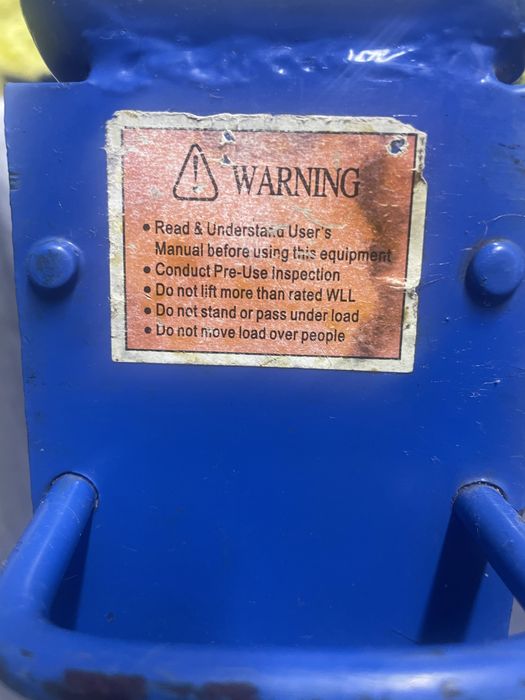 WARNING
• Read & Understand User's
Manual before using this equipment
• Conduct Pre-Use Inspection
• Do not lift more than rated WLL
• Do not stand or pass under load
• Do not move load over people